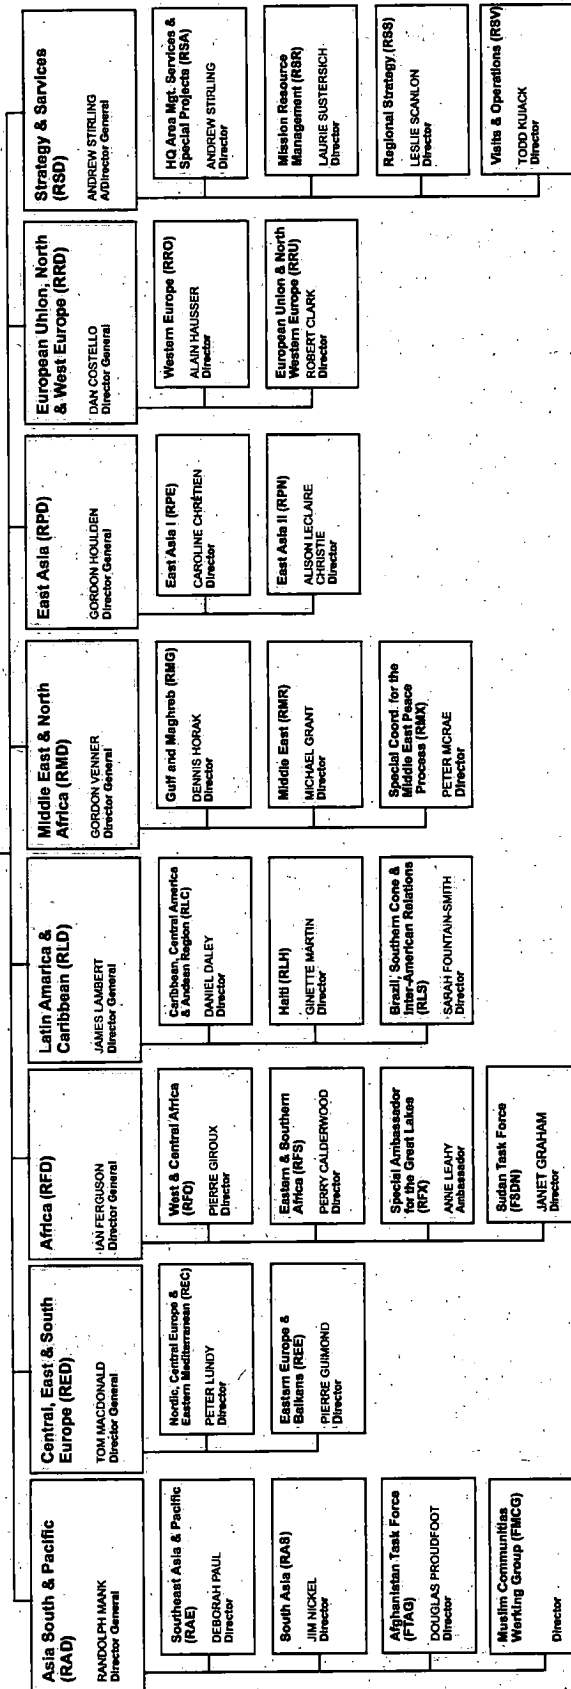 Asia South & Pacific
(RAD)
RANDOLPH MANK
Director General
Southeast Asia & Pacific
(RAE)
DEBORAH PAUL
Director
South Asia (RAS)
JIM NICKEL
Director
Afghanistan Task Force
(FTAG)
DOUGLAS PROUDFOOT
Director
Muslim Communities
Working Group (FMCG)
Director
Central, East & South
Europe (RED)
TOM MACDONALD
Director General
Nordic, Central Europe &
Eastern Mediterranean (REC)
PETER LUNDY
Director
Eastern Europe &
Balkans (REE)
PIERRE GUIMOND
Director
Africa (RFD)
IAN FERGUSON
Director General
West & Central Africa
(RFO)
PIERRE GIROUX
Director
Eastern & Southern
Africa (RFS)
PERRY CALDERWOOD
Director
Special Ambassador
for the Great Lakes
(RFX)
ANNE LEAHY
Ambassador
Sudan Task Force
(FSDN)
JANET GRAHAM
Director
Latin Amarica &
Caribbean (RLD)
JAMES LAMBERT
Director General
Caribbean, Central America
& Andean Region (RLC)
DANIEL DALEY
Director
Haiti (RLH)
GINETTE MARTIN
Director
Brazil, Southern Cone &
Inter-American Relations
(RLS)
SARAH FOUNTAIN-SMITH
Director
Middle East & North
Africa (RMD)
GORDON VENNER
Director General
Gulf and Maghreb (RMG)
DENNIS HORAK
Director
Middle East (RMR)
MICHAEL GRANT
Director
Special Coord. for the
Middle East Peace
Process (RMX)
PETER MCRAE
Director
East Asia (RPD)
GORDON HOULDEN
Director General
East Asia I (RPE)
CAROLINE CHRÉTIEN
Director
East Asia II (RPN)
ALISON LECLAIRE
CHRISTIE
Director
European Union, North
& West Europe (RRD)
DAN COSTELLO
Director General
Western Europe (RRO)
ALAIN HAUSSER
Director
European Union & North
Western Europe (RRU)
ROBERT CLARK
Director
Strategy & Sarvices
(RSD)
ANDREW STIRLING
A/Director General
HQ Area Mgt. Services &
Special Projects (RSA)
ANDREW STIRLING
Director
Mission Resource
Management (RSR)
LAURIE SUSTERSICH
Director
Regional Strategy (RSS)
LESLIE SCANLON
Director
Visits & Operations (RSV)
TODD KUIACK
Director